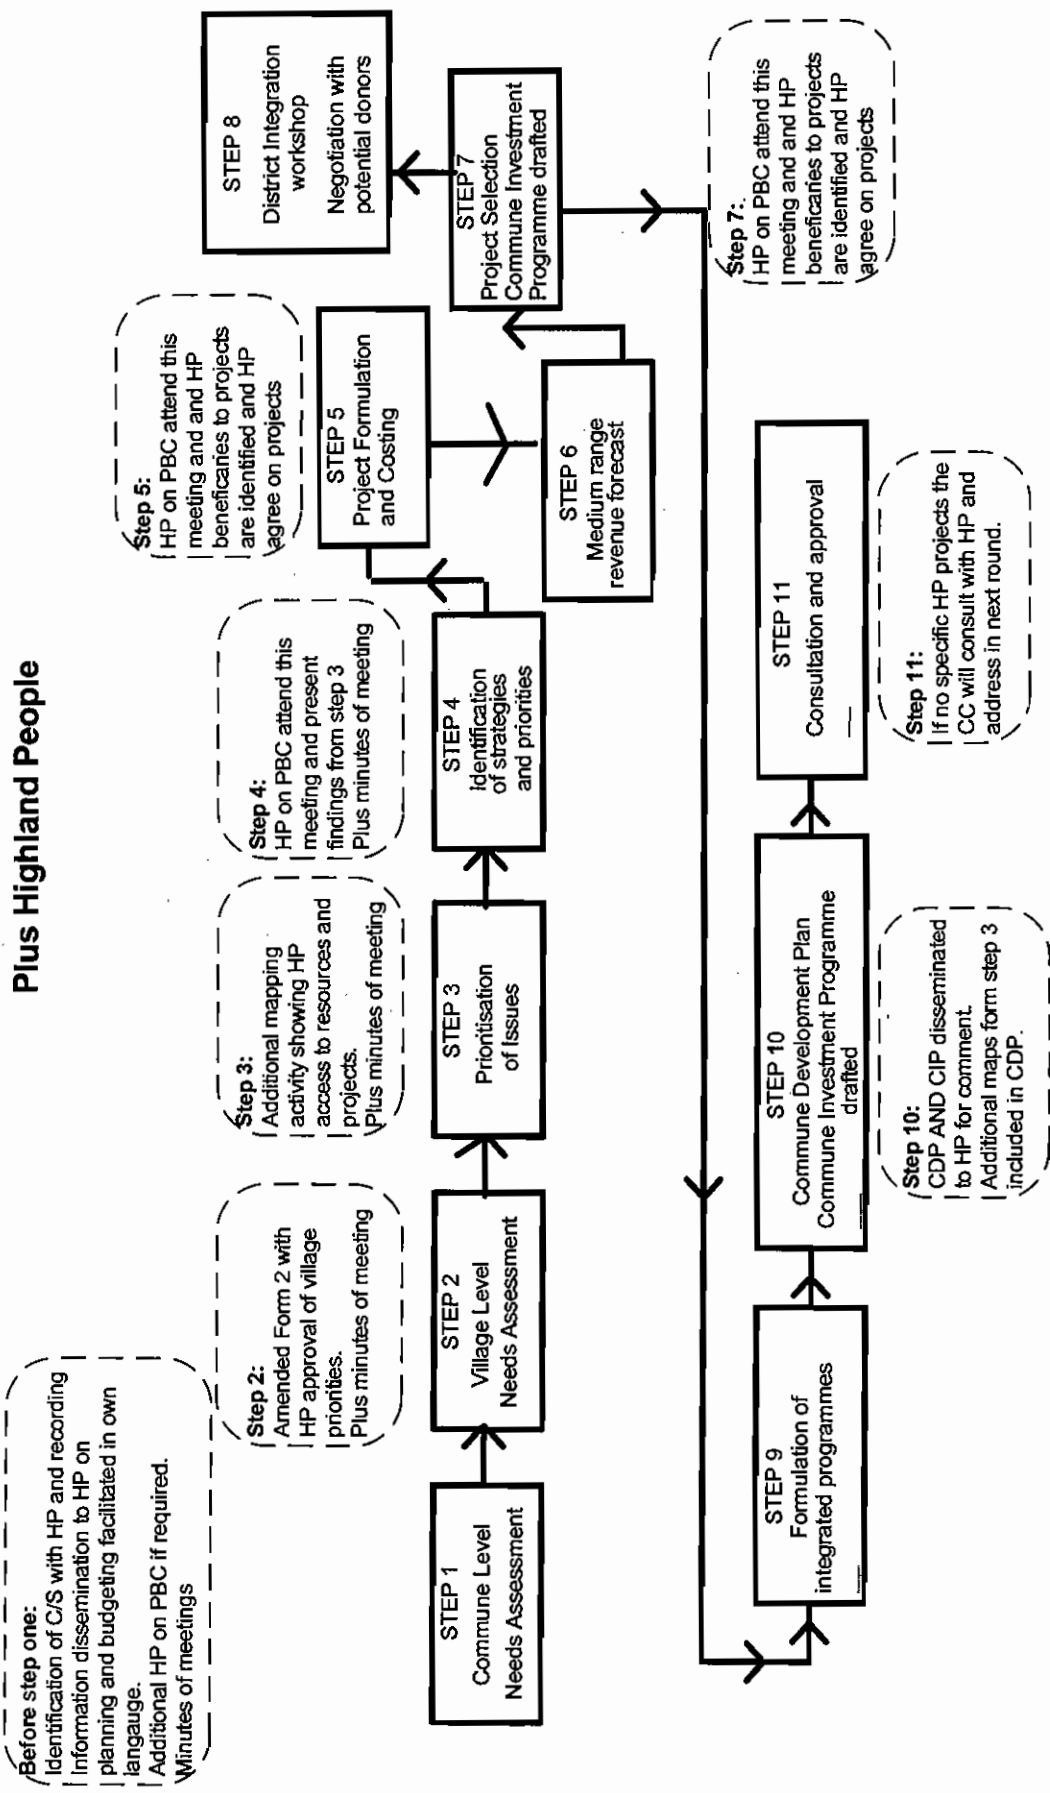 Plus Highland People
Before step one:
Identification of C/S with HP and recording
Information dissemination to HP on
planning and budgeting facilitated in own
langauge.
Additional HP on PBC if required.
Minutes of meetings
Step 2:
Amended Form 2 with
HP approval of village
priorities.
Plus minutes of meeting
Step 3:
Additional mapping
activity showing HP
access to resources and
projects.
Plus minutes of meeting
Step 4:
HP on PBC attend this
meeting and present
findings from step 3
Plus minutes of meeting
Step 5:
HP on PBC attend this
meeting and and HP
beneficaries to projects
are identified and HP
agree on projects
STEP 1
Commune Level
Needs Assessment
STEP 2
Village Level
Needs Assessment
STEP 3
Prioritisation
of Issues
STEP 4
Identification
of strategies
and priorities
STEP 5
Project Formulation
and Costing
STEP 6
Medium range
revenue forecast
STEP 7
Project Selection
Commune Investment
Programme drafted
STEP 8
District Integration
workshop
Negotiation with
potential donors
Step 7:.
HP on PBC attend this
meeting and and HP
beneficaries to projects
are identified and HP
agree on projects
STEP 9
Formulation of
integrated programmes
STEP 10
Commune Development Plan
Commune Investment Programme
drafted
STEP 11
Consultation and approval
Step 10:
CDP AND CIP disseminated
to HP for comment.
Additional maps form step 3
included in CDP.
Step 11:
If no specific HP projects the
CC will consult with HP and
address in next round.